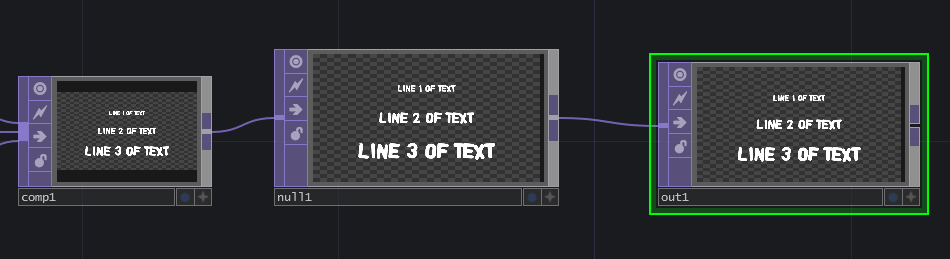 LINE 1 OF TEXT
LINE 2 OF TEXT
LINE 3 OF TEXT
comp1
LINE 1 OF TEXT
LINE 2 OF TEXT
LINE 3 OF TEXT
null1
LINE 1 OF TEXT
LINE 2 OF TEXT
LINE 3 OF TEXT
out1